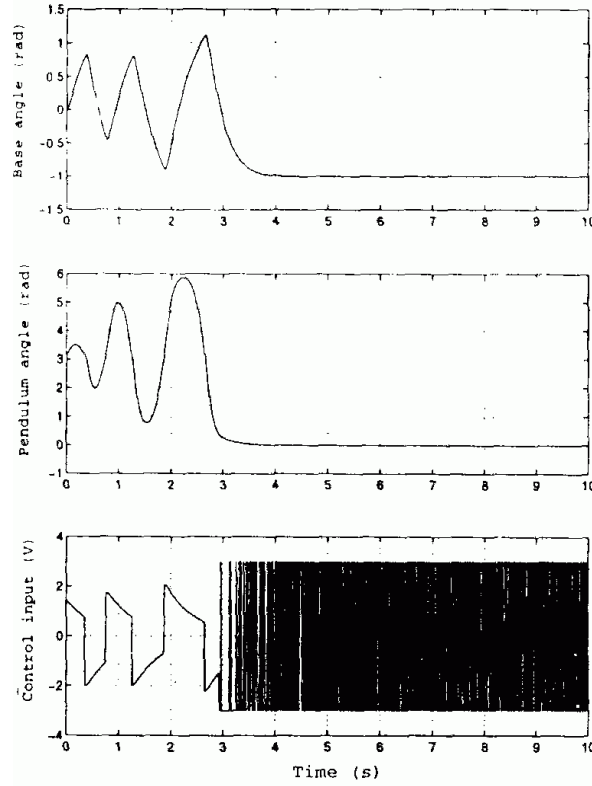 Base angle (rad)
1.5
1
0.5
0
-0.5
-1
-1.5
0 1 2 3 4 5 6 7 8 9 10
Pendulum angle (rad)
6
5
4
3
2
1
0
-1
0 1 2 3 4 5 6 7 8 9 10
Control input (V)
4
2
0
-2
-4
0 1 2 3 4 5 6 7 8 9 10
Time (s)